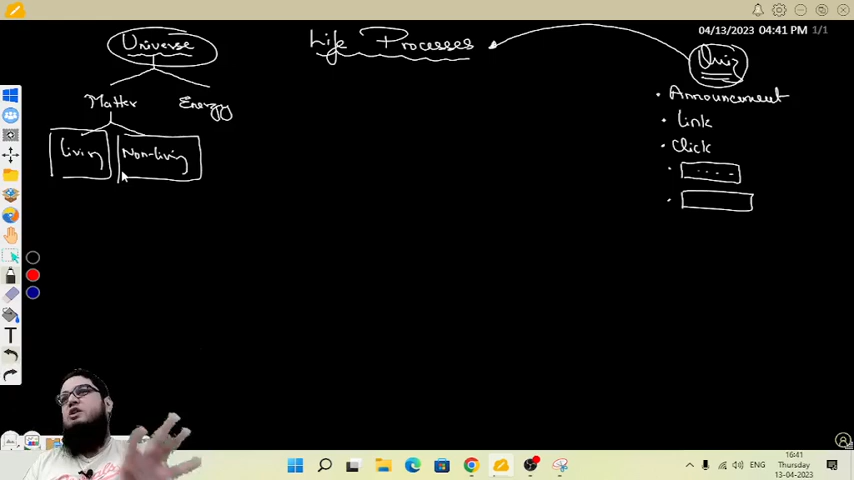 04/13/2023 04:41 PM 1/1
Universe
Life Processes
Quiz
Matter Energy
Living Non-living
• Announcement
• Link
• Click
T
ENG
16:41
Thursday
13-04-2023